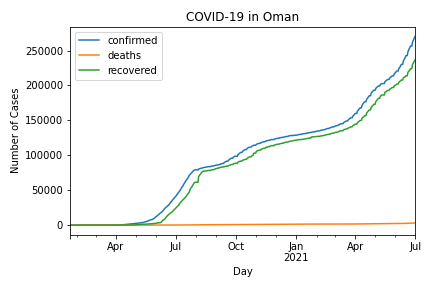 COVID-19 in Oman
confirmed
deaths
recovered
Number of Cases
250000
200000
150000
100000
50000
0
Apr
Jul
Oct
Jan
2021
Apr
Jul
Day